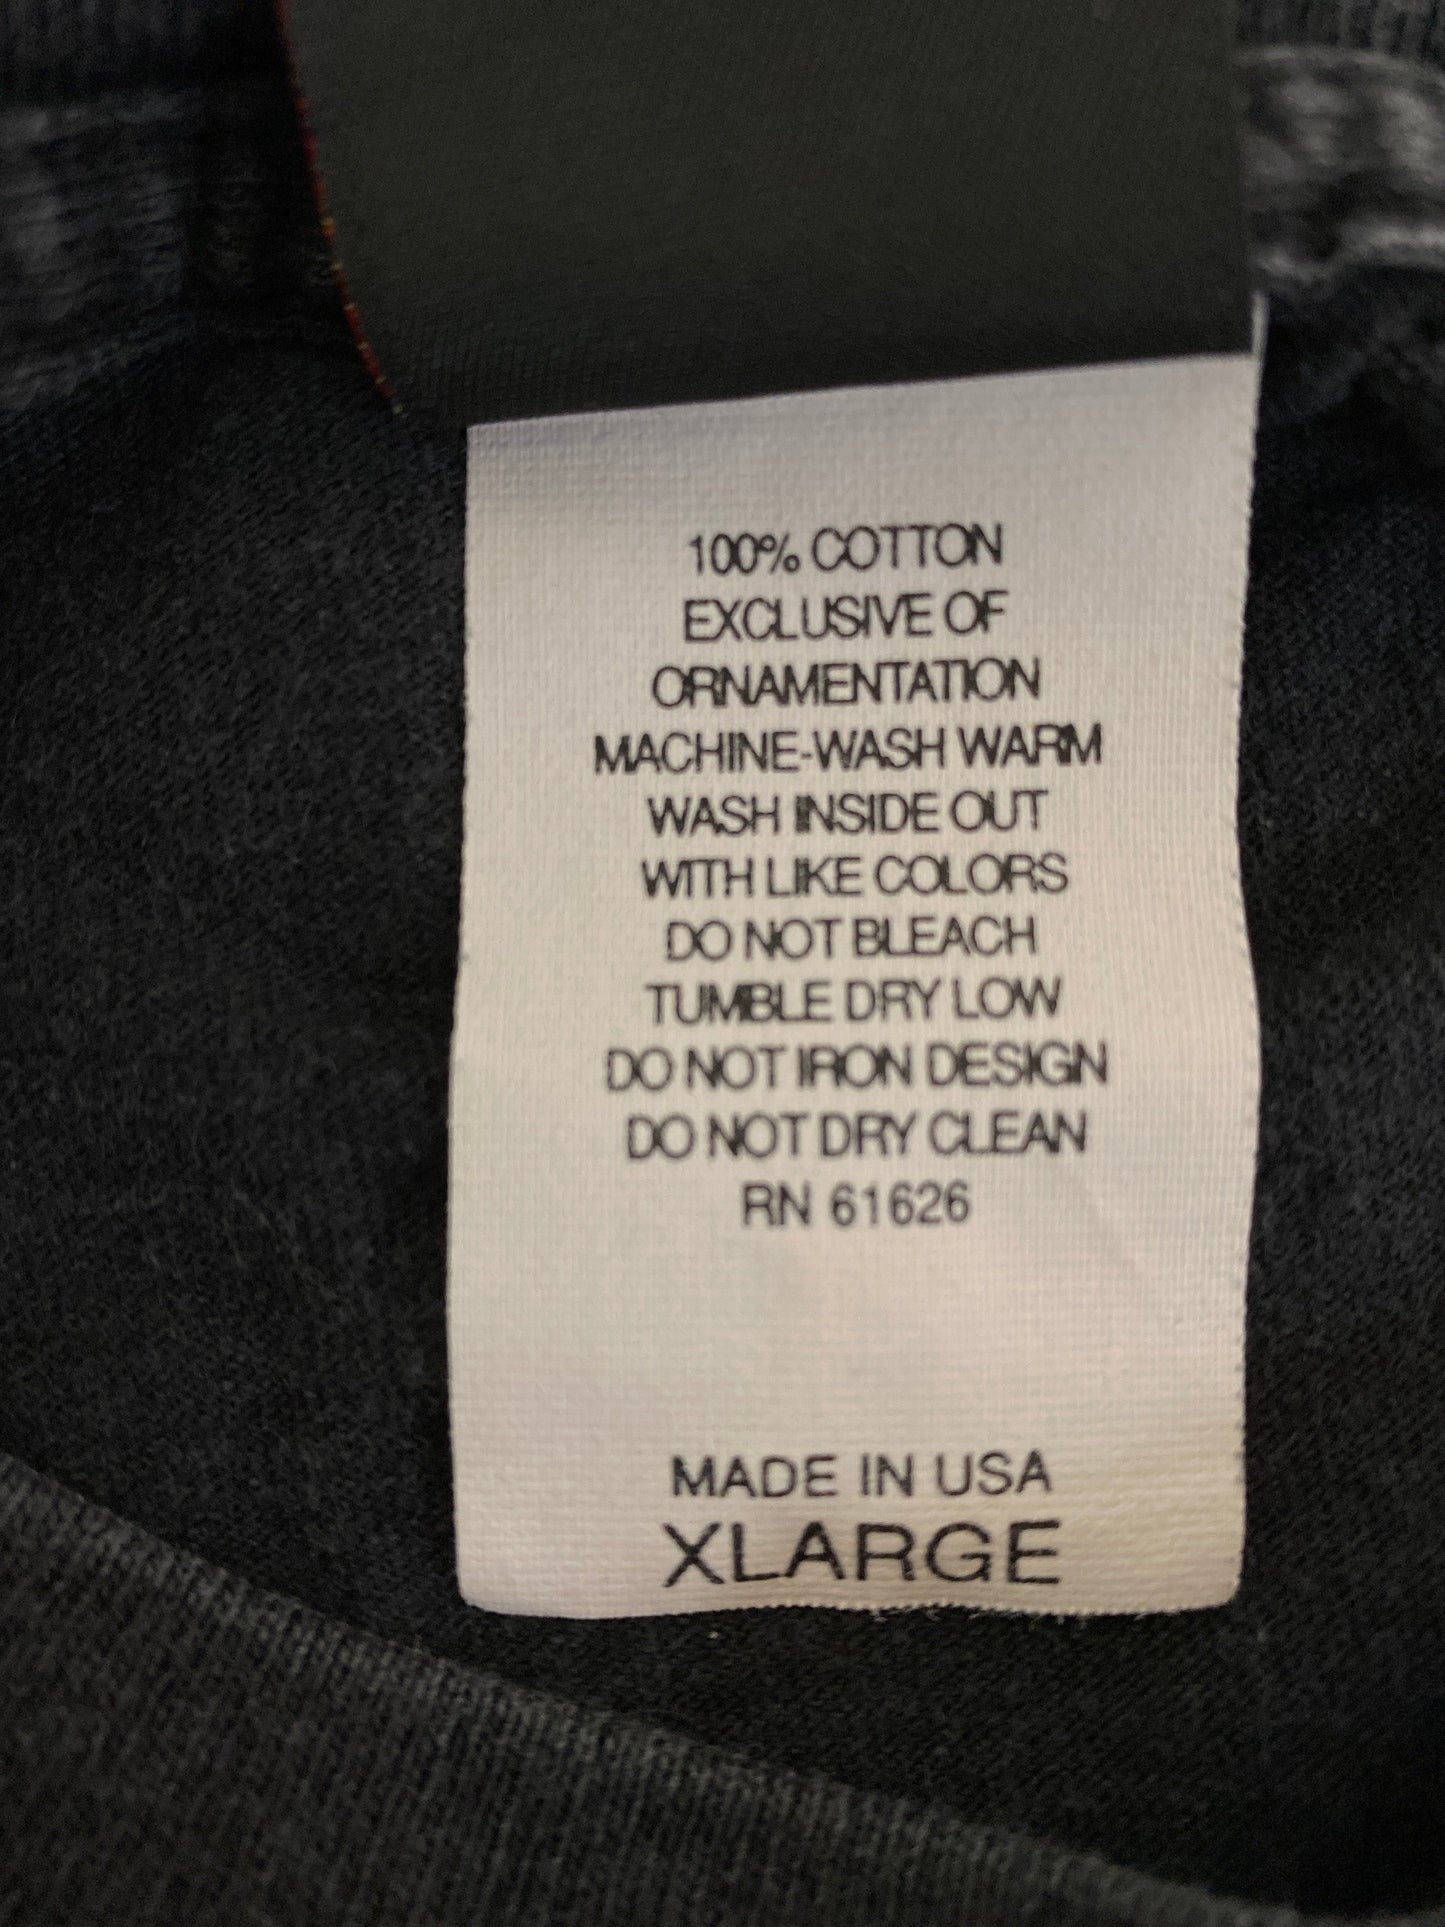 100% COTTON
EXCLUSIVE OF
ORNAMENTATION
MACHINE-WASH WARM
WASH INSIDE OUT
WITH LIKE COLORS
DO NOT BLEACH
TUMBLE DRY LOW
DO NOT IRON DESIGN
DO NOT DRY CLEAN
RN 61626
MADE IN USA
XLARGE